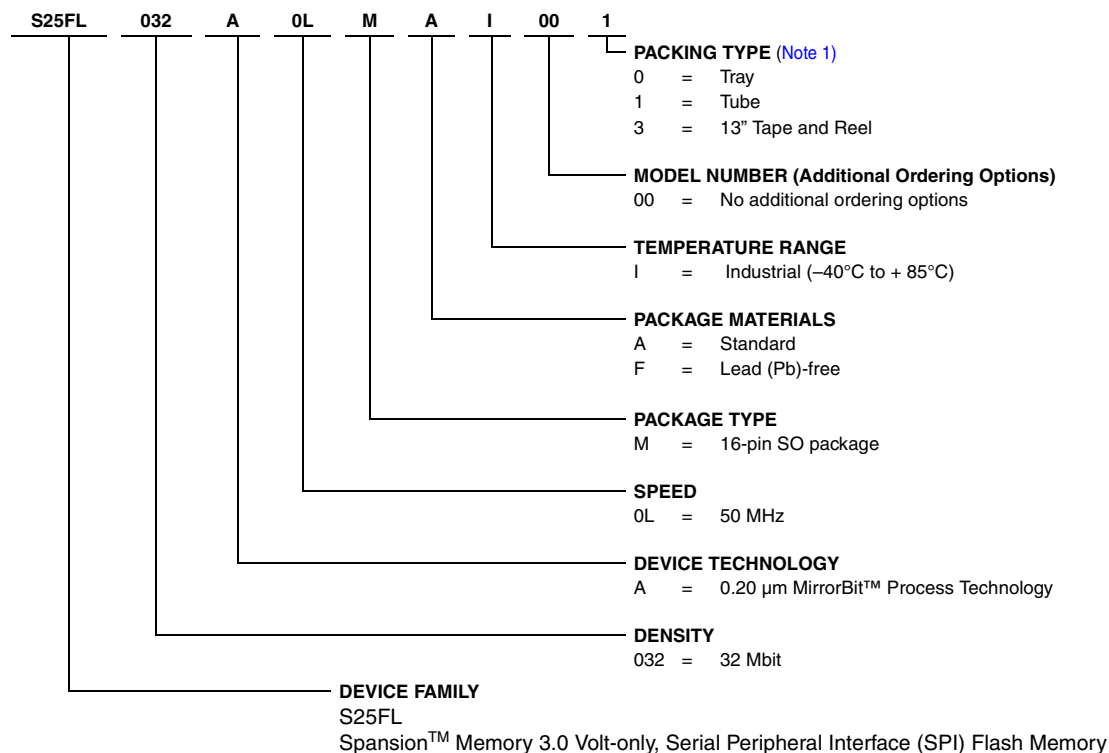 S25FL 032 A 0L M A I 00 1
PACKING TYPE (Note 1)
0 = Tray
1 = Tube
3 = 13” Tape and Reel
MODEL NUMBER (Additional Ordering Options)
00 = No additional ordering options
TEMPERATURE RANGE
I = Industrial (–40°C to + 85°C)
PACKAGE MATERIALS
A = Standard
F = Lead (Pb)-free
PACKAGE TYPE
M = 16-pin SO package
SPEED
0L = 50 MHz
DEVICE TECHNOLOGY
A = 0.20 µm MirrorBit™ Process Technology
DENSITY
032 = 32 Mbit
DEVICE FAMILY
S25FL
Spansion™ Memory 3.0 Volt-only, Serial Peripheral Interface (SPI) Flash Memory